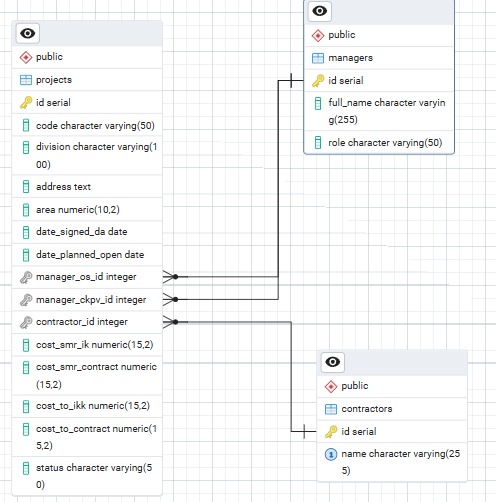 public
projects
id serial
code character varying(50)
division character varying(1
00)
address text
area numeric(10,2)
date_signed_da date
date_planned_open date
manager_os_id integer
manager_ckpv_id integer
contractor_id integer
cost_smr_ik numeric(15,2)
cost_smr_contract numeric
(15,2)
cost_to_ikk numeric(15,2)
cost_to_contract numeric(1
5,2)
status character varying(5
0)
public
managers
id serial
full_name character varyin
g(255)
role character varying(50)
public
contractors
id serial
1
name character varying(25
5)